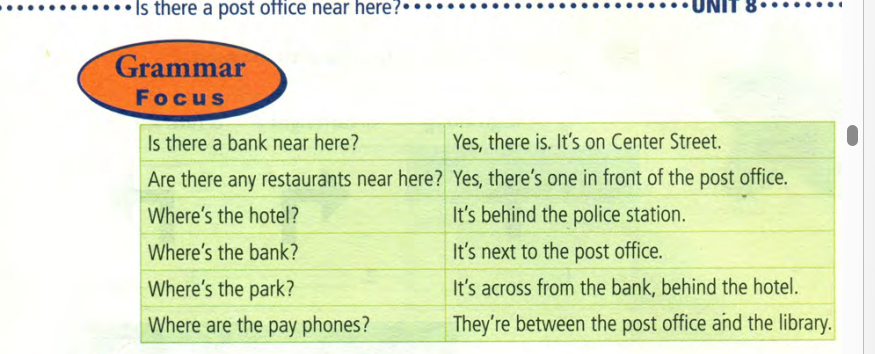 Is there a post office near here? UNIT 8
Grammar
Focus
Is there a bank near here? Yes, there is. It's on Center Street.
Are there any restaurants near here? Yes, there's one in front of the post office.
Where's the hotel? It's behind the police station.
Where's the bank? It's next to the post office.
Where's the park? It's across from the bank, behind the hotel.
Where are the pay phones? They're between the post office and the library.